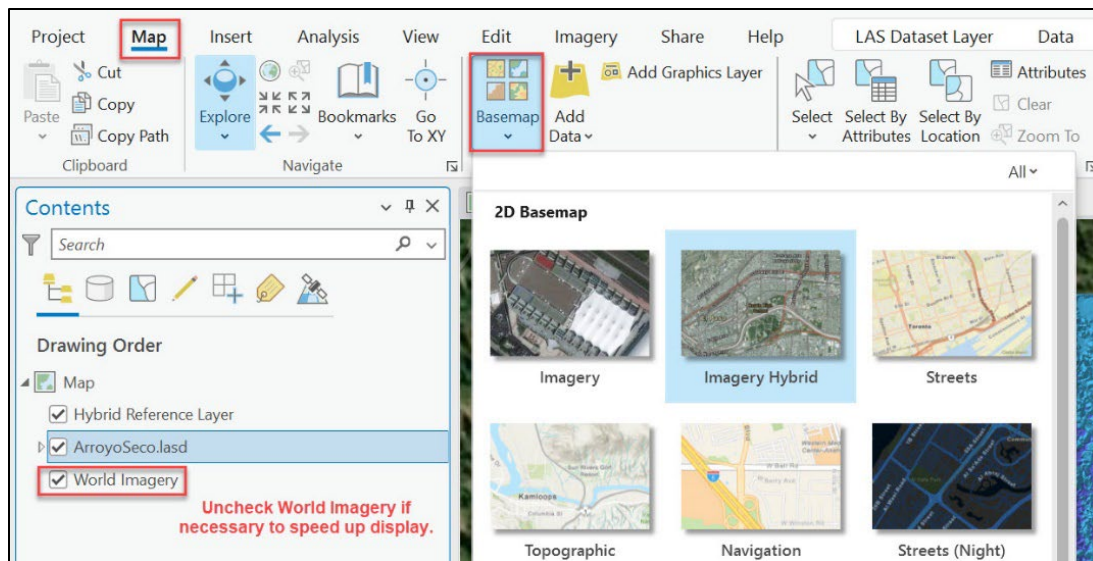 Project Map Insert Analysis View Edit Imagery Share Help LAS Dataset Layer Data
Paste
Cut
Copy
Copy Path
Clipboard
Explore
Bookmarks
Go
To XY
Navigate
Basemap
Add
Data
Add Graphics Layer
Select
Select By
Attributes
Select By
Location
Attributes
Clear
Zoom To
Contents
Search
Drawing Order
Map
Hybrid Reference Layer
ArroyoSeco.lasd
World Imagery
Uncheck World Imagery if
necessary to speed up display.
All
2D Basemap
Imagery
Imagery Hybrid
Toronto
Streets
Kamloops
Topographic
Navigation
Streets (Night)